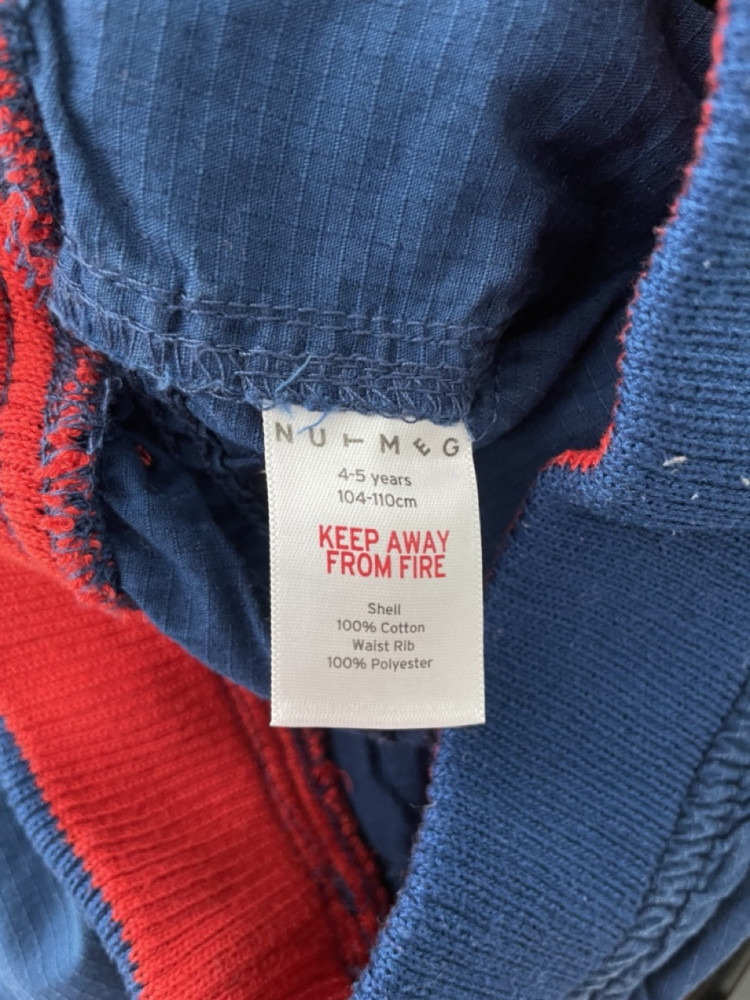 NUTMEG
4-5 years
104-110cm
KEEP AWAY
FROM FIRE
Shell
100% Cotton
Waist Rib
100% Polyester